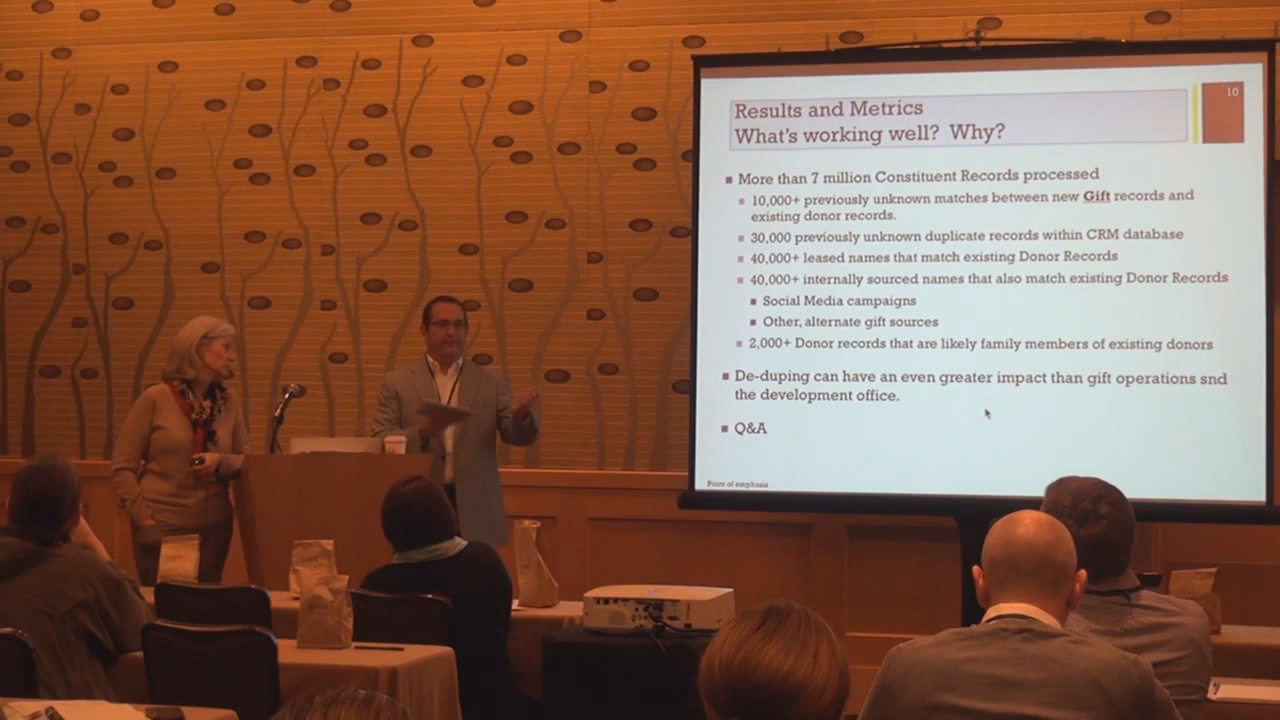 10
Results and Metrics
What's working well? Why?
More than 7 million Constituent Records processed
10,000+ previously unknown matches between new Gift records and
existing donor records.
30,000 previously unknown duplicate records within CRM database
40,000+ leased names that match existing Donor Records
40,000+ internally sourced names that also match existing Donor Records
Social Media campaigns
Other, alternate gift sources
2,000+ Donor records that are likely family members of existing donors
De-duping can have an even greater impact than gift operations snd
the development office.
Q&A
Point of emphasis